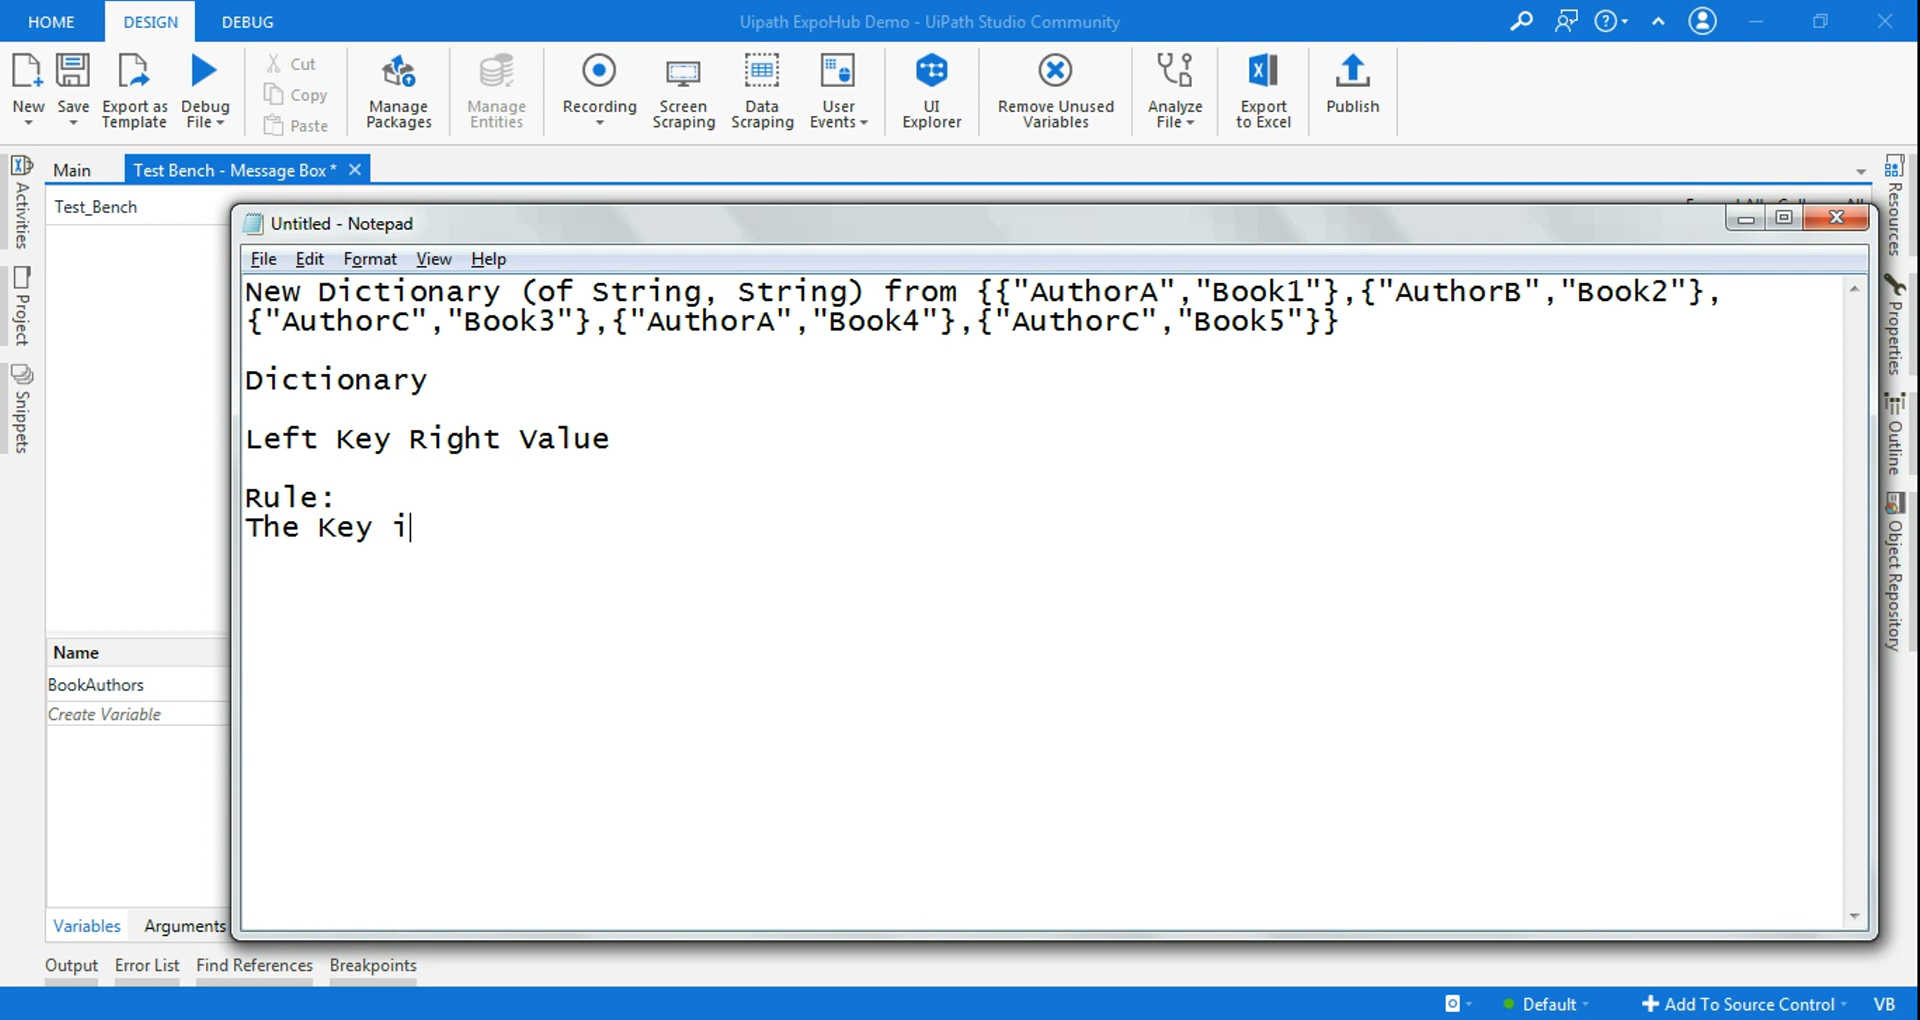 HOME DESIGN DEBUG Uipath ExpoHub Demo - UiPath Studio Community
New Save Export as Template Debug File Cut Copy Paste Manage Packages Manage Entities Recording Screen Scraping Data Scraping User Events UI Explorer Remove Unused Variables Analyze File Export to Excel Publish
Main Test Bench - Message Box *
Test_Bench
Untitled - Notepad
File Edit Format View Help
New Dictionary (of String, String) from {{"AuthorA","Book1"},{"AuthorB","Book2"},
{"AuthorC","Book3"},{"AuthorA","Book4"},{"AuthorC","Book5"}}
Dictionary
Left Key Right Value
Rule:
The Key i
Activities
Project
Snippets
Resources
Properties
Outline
Object Repository
Name
BookAuthors
Create Variable
Variables Arguments
Output Error List Find References Breakpoints
Default Add To Source Control VB